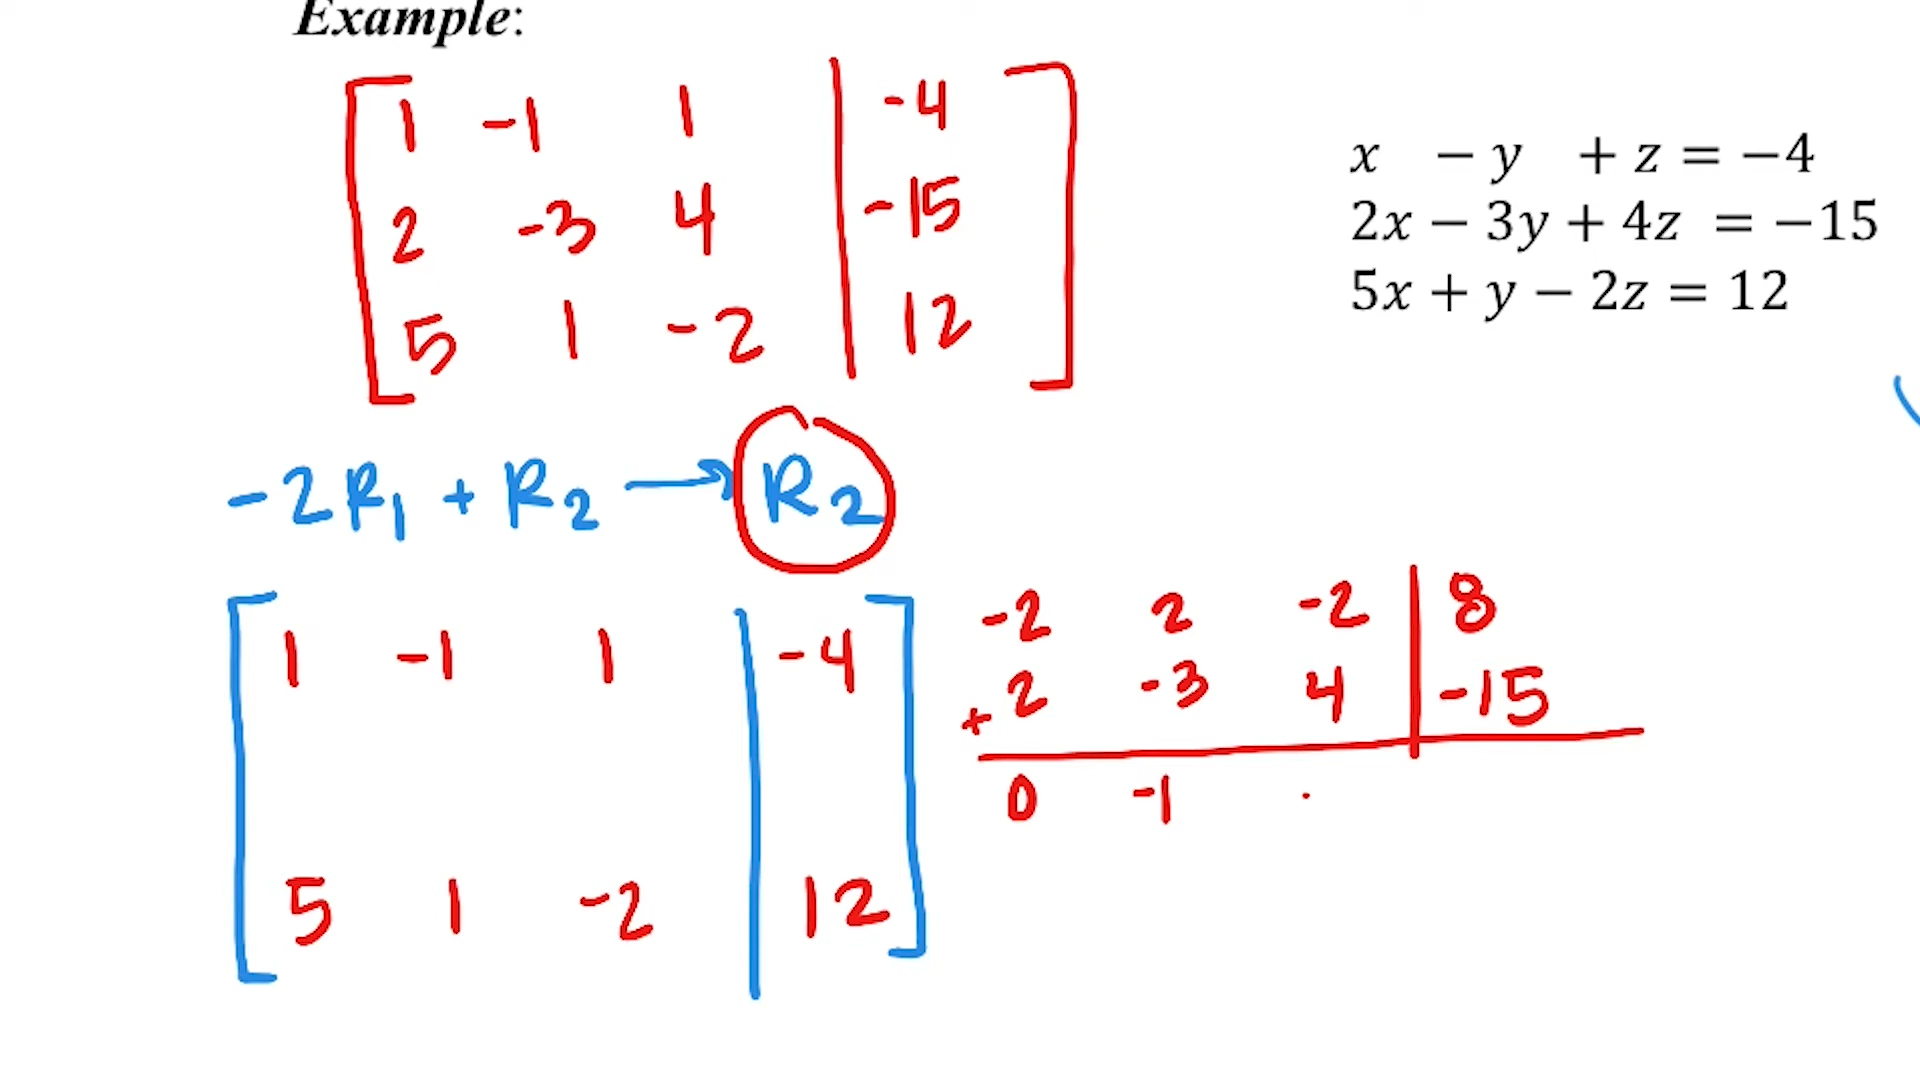 Example:
1 -1 1 | -4
2 -3 4 | -15
5 1 -2 | 12
x − y + z = −4
2x − 3y + 4z = −15
5x + y − 2z = 12
-2R₁ + R₂ → R₂
1 -1 1 | -4
5 1 -2 | 12
-2 2 -2 | 8
+ 2 -3 4 | -15
0 -1